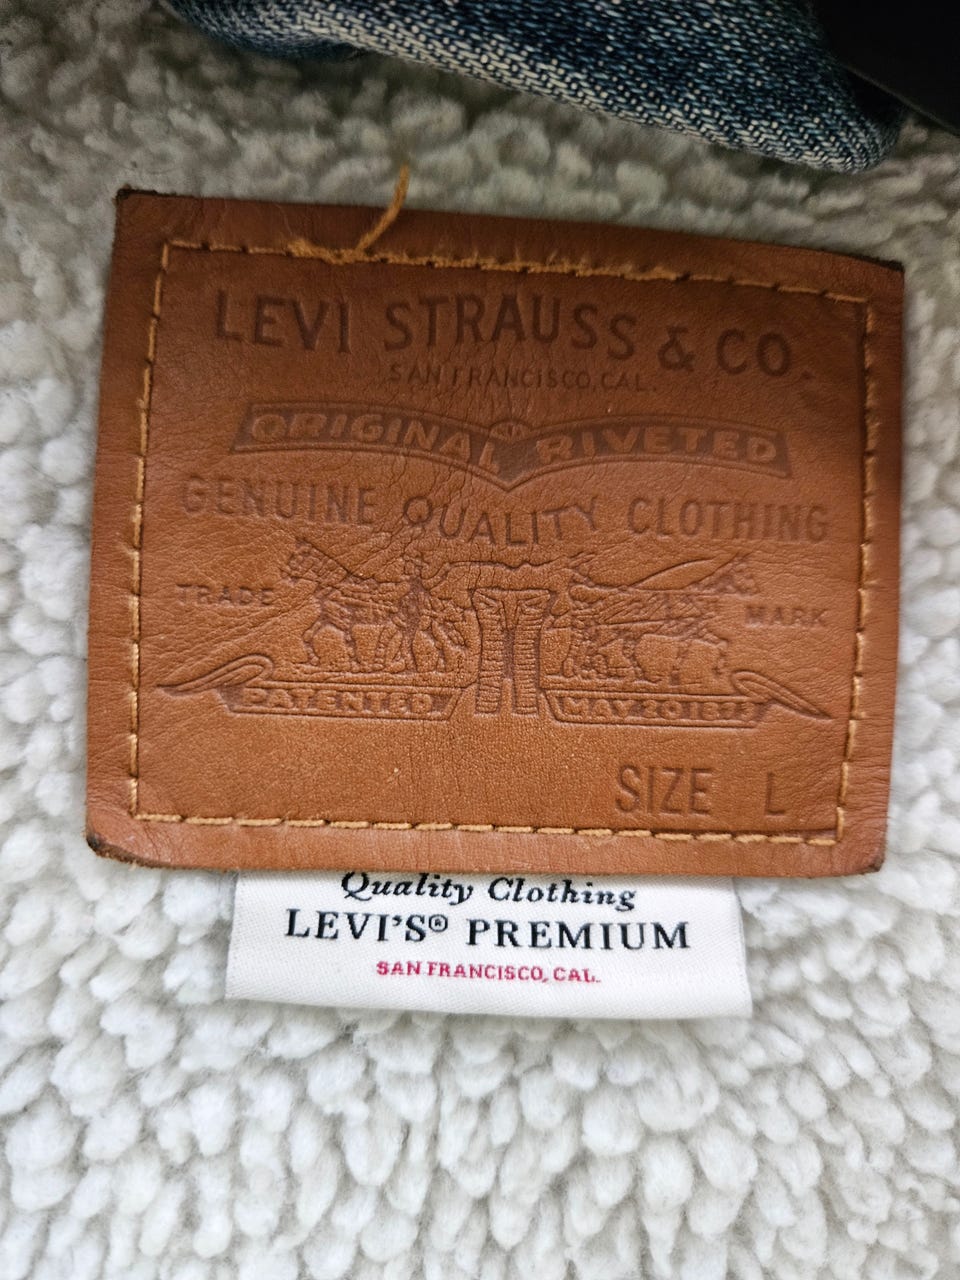 LEVI STRAUSS & CO.
SAN FRANCISCO, CAL.
ORIGINAL RIVETED
GENUINE QUALITY CLOTHING
TRADE MARK
PATENTED MAY 20 1873
SIZE L
Quality Clothing
LEVI'S® PREMIUM
SAN FRANCISCO, CAL.